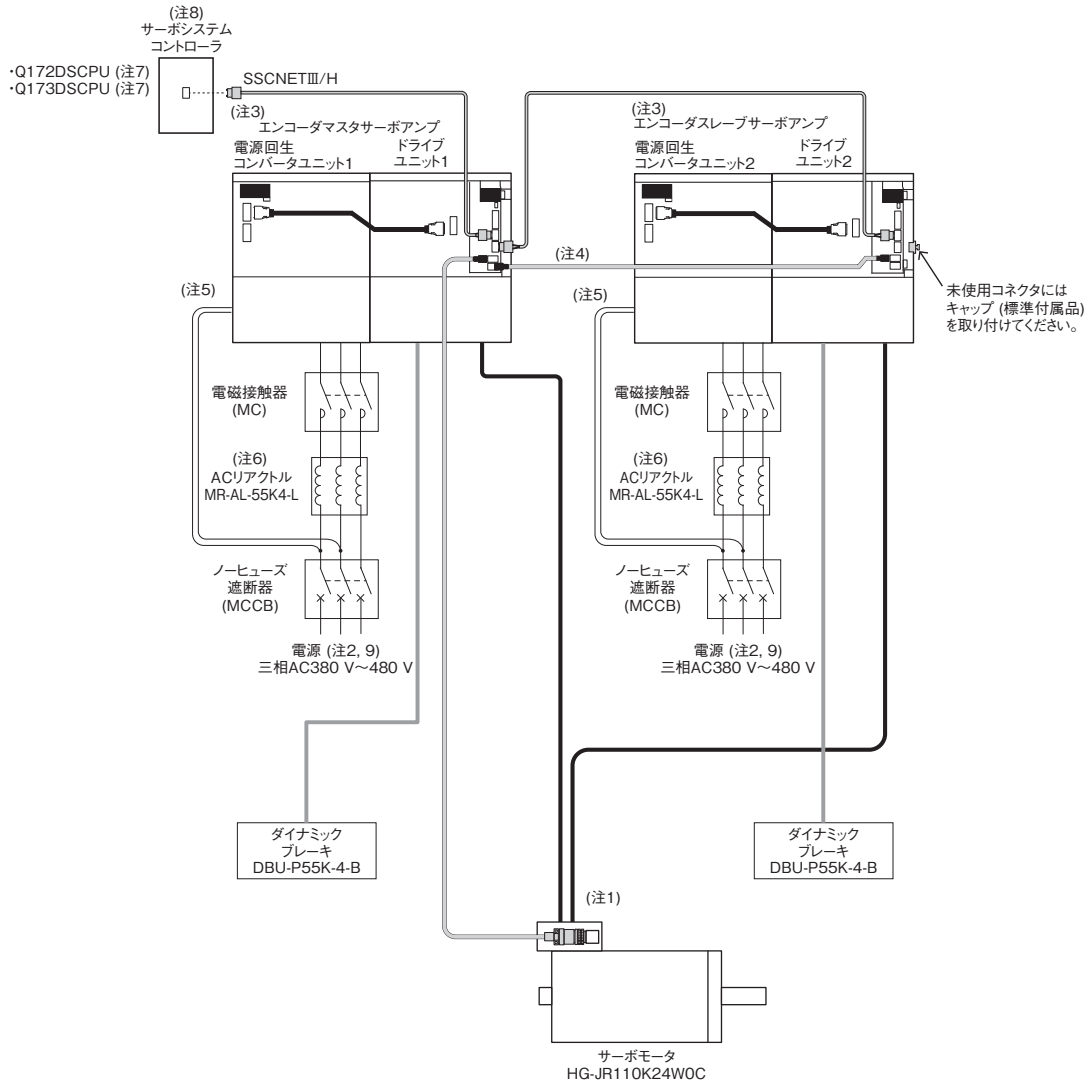 (注8)
サーボシステム
コントローラ
・Q172DSCPU (注7)
・Q173DSCPU (注7)
SSCNETⅢ/H
(注3)
エンコーダマスタサーボアンプ
電源回生
コンバータユニット1
ドライブ
ユニット1
(注3)
エンコーダスレーブサーボアンプ
電源回生
コンバータユニット2
ドライブ
ユニット2
(注4)
(注5)
(注5)
未使用コネクタには
キャップ (標準付属品)
を取り付けてください。
電磁接触器
(MC)
電磁接触器
(MC)
(注6)
ACリアクトル
MR-AL-55K4-L
(注6)
ACリアクトル
MR-AL-55K4-L
ノーヒューズ
遮断器
(MCCB)
ノーヒューズ
遮断器
(MCCB)
電源 (注2, 9)
三相AC380 V～480 V
電源 (注2, 9)
三相AC380 V～480 V
ダイナミック
ブレーキ
DBU-P55K-4-B
ダイナミック
ブレーキ
DBU-P55K-4-B
(注1)
サーボモータ
HG-JR110K24W0C